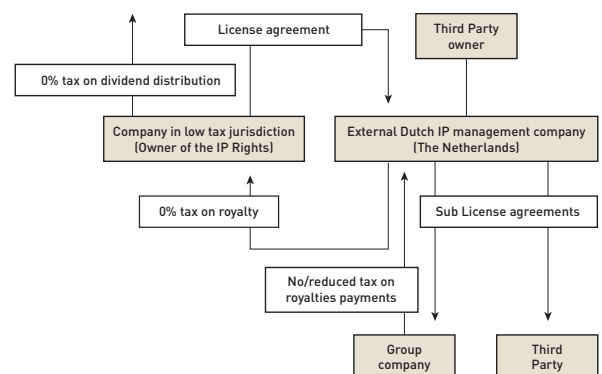 License agreement
Third Party
owner
0% tax on dividend distribution
Company in low tax jurisdiction
(Owner of the IP Rights)
External Dutch IP management company
(The Netherlands)
0% tax on royalty
Sub License agreements
No/reduced tax on
royalties payments
Group
company
Third
Party